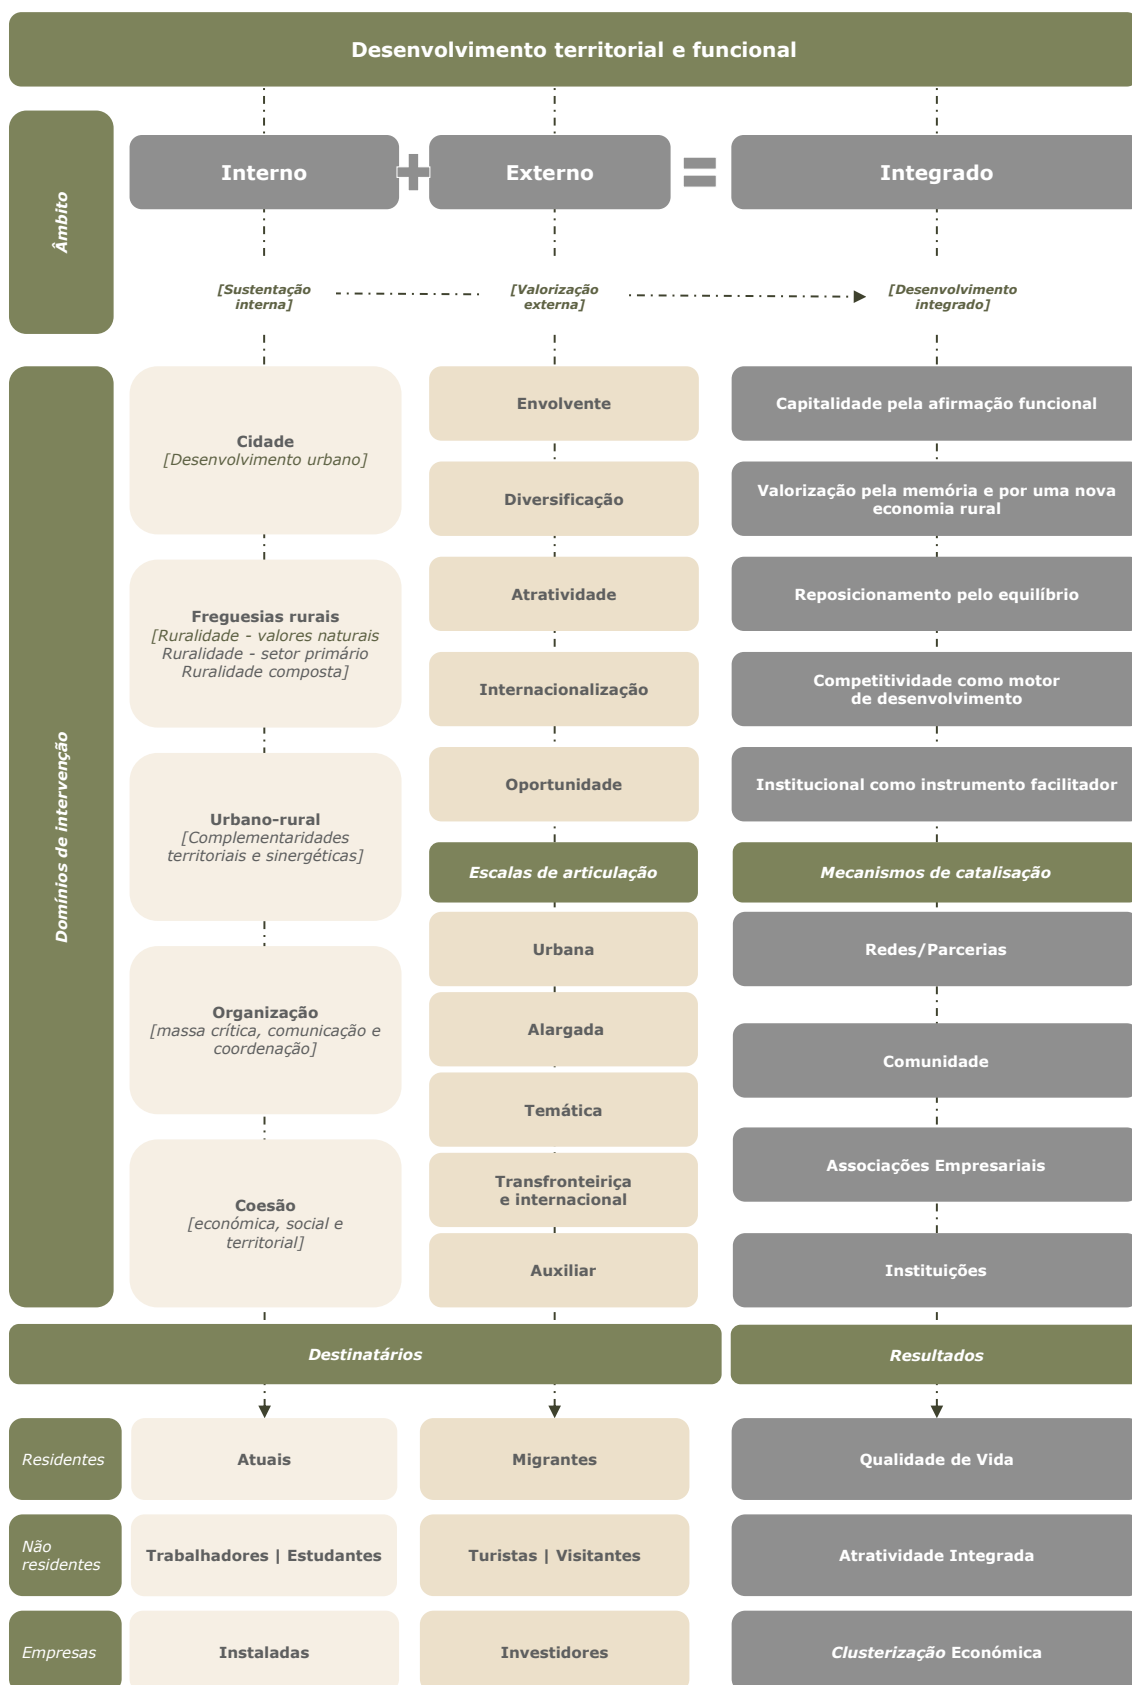 Desenvolvimento territorial e funcional
Âmbito
Interno
+
Externo
=
Integrado
[Sustentação
interna]
[Valorização
externa]
[Desenvolvimento
integrado]
Domínios de intervenção
Cidade
[Desenvolvimento urbano]
Freguesias rurais
[Ruralidade - valores naturais
Ruralidade - setor primário
Ruralidade composta]
Urbano-rural
[Complementaridades
territoriais e sinergéticas]
Organização
[massa crítica, comunicação e
coordenação]
Coesão
[económica, social e
territorial]
Envolvente
Diversificação
Atratividade
Internacionalização
Oportunidade
Escalas de articulação
Urbana
Alargada
Temática
Transfronteiriça
e internacional
Auxiliar
Capitalidade pela afirmação funcional
Valorização pela memória e por uma nova
economia rural
Reposicionamento pelo equilíbrio
Competitividade como motor
de desenvolvimento
Institucional como instrumento facilitador
Mecanismos de catalisação
Redes/Parcerias
Comunidade
Associações Empresariais
Instituições
Destinatários
Resultados
Residentes
Atuais
Migrantes
Qualidade de Vida
Não
residentes
Trabalhadores | Estudantes
Turistas | Visitantes
Atratividade Integrada
Empresas
Instaladas
Investidores
Clusterização Económica